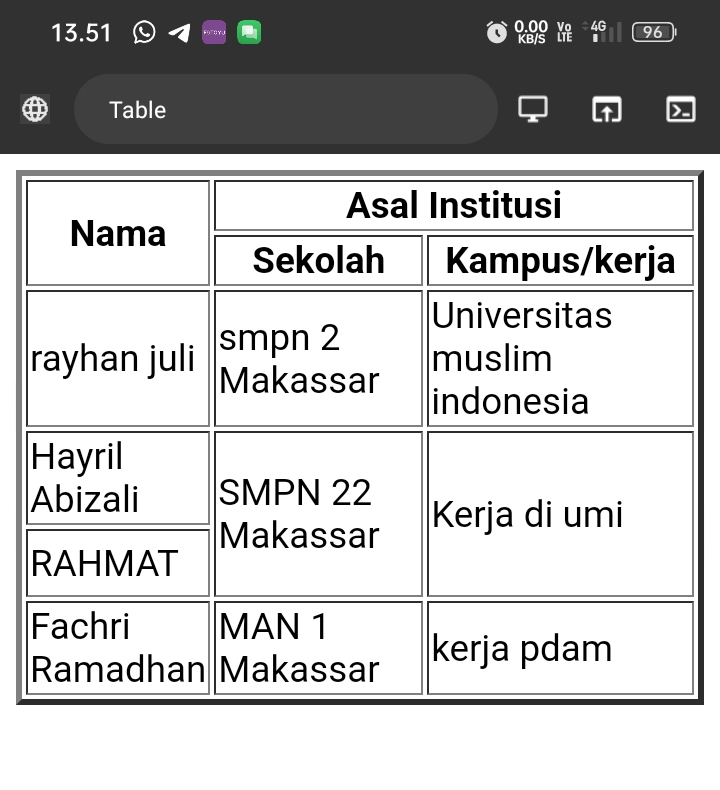 13.51 FOTOYU 0.00 KB/S Vo LTE 4G 96
Table
Nama
Asal Institusi
Sekolah
Kampus/kerja
rayhan juli
smpn 2
Makassar
Universitas
muslim
indonesia
Hayril
Abizali
SMPN 22
Makassar
Kerja di umi
RAHMAT
Fachri
Ramadhan
MAN 1
Makassar
kerja pdam